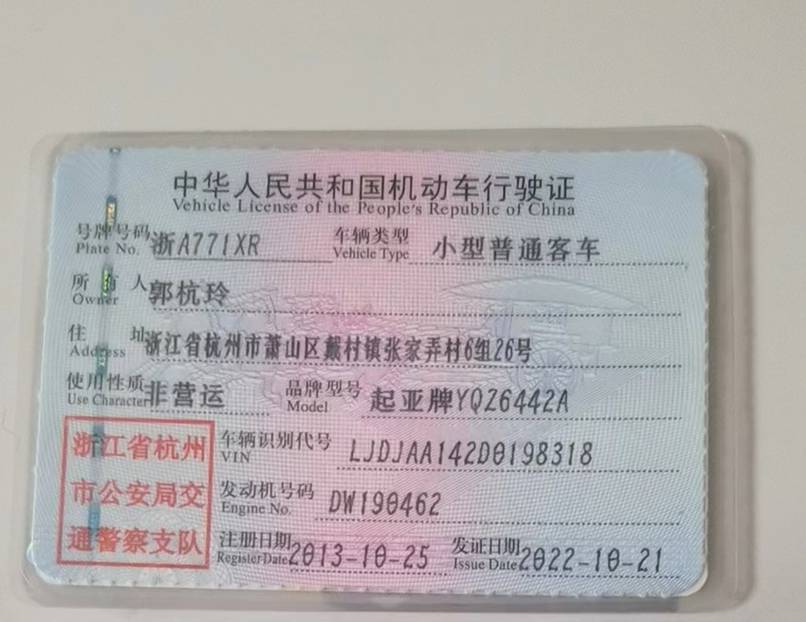 中华人民共和国机动车行驶证
Vehicle License of the People's Republic of China
号牌号码 浙A771XR 车辆类型 小型普通客车
Plate No. Vehicle Type
所有人 郭杭玲
Owner
住址 浙江省杭州市萧山区戴村镇张家弄村6组26号
Address
使用性质 非营运 品牌型号 起亚牌YQZ6442A
Use Character Model
浙江省杭州
市公安局交
通警察支队
车辆识别代号 LJDJAA142D0198318
VIN
发动机号码 DW190462
Engine No.
注册日期 2013-10-25 发证日期 2022-10-21
Register Date Issue Date